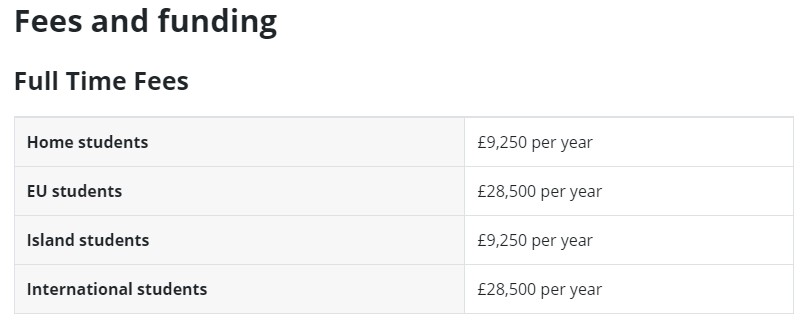 Fees and funding
Full Time Fees
Home students £9,250 per year
EU students £28,500 per year
Island students £9,250 per year
International students £28,500 per year